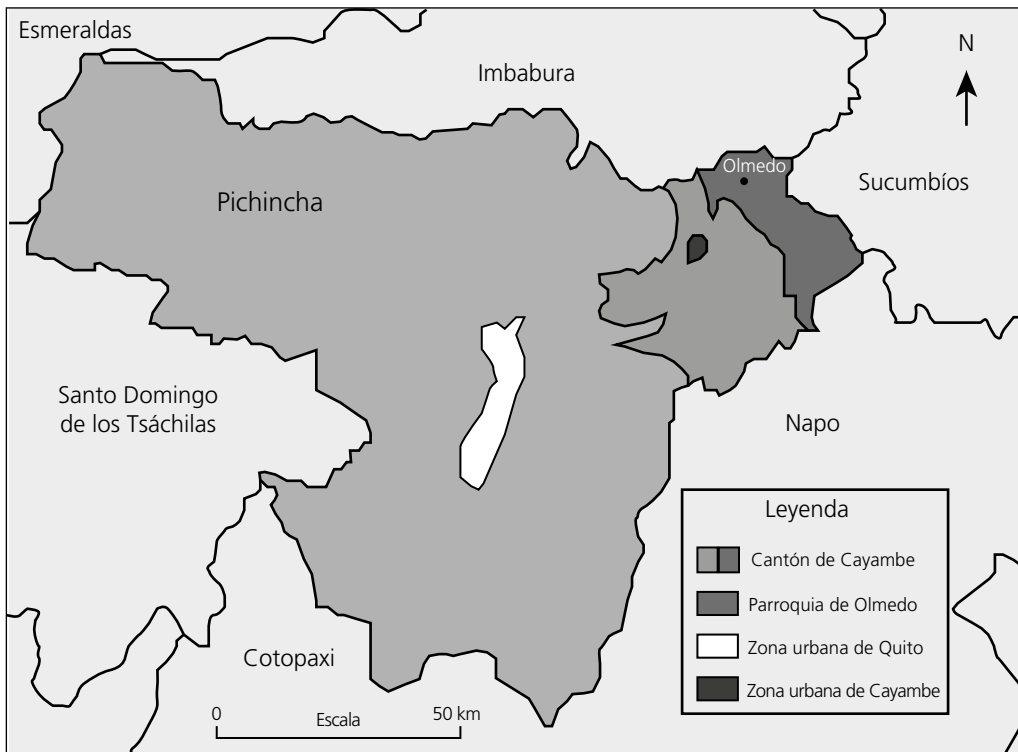 Esmeraldas
Imbabura
N
Olmedo
Sucumbíos
Pichincha
Santo Domingo
de los Tsáchilas
Napo
Cotopaxi
0
Escala
50 km
Leyenda
Cantón de Cayambe
Parroquia de Olmedo
Zona urbana de Quito
Zona urbana de Cayambe